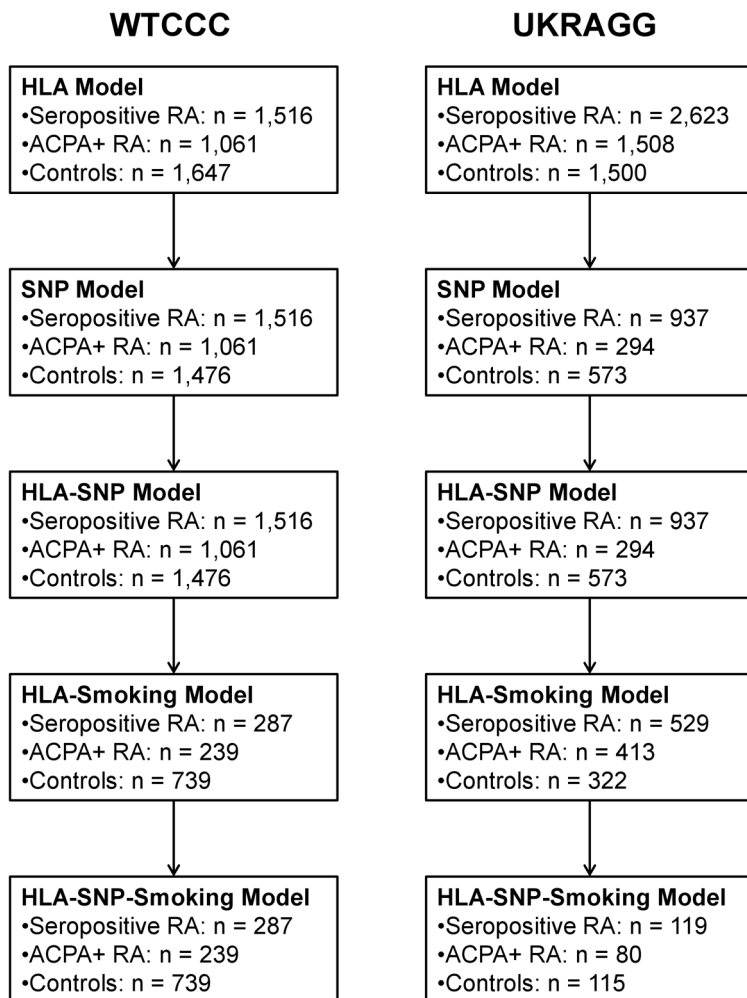 WTCCC
HLA Model
•Seropositive RA: n = 1,516
•ACPA+ RA: n = 1,061
•Controls: n = 1,647
SNP Model
•Seropositive RA: n = 1,516
•ACPA+ RA: n = 1,061
•Controls: n = 1,476
HLA-SNP Model
•Seropositive RA: n = 1,516
•ACPA+ RA: n = 1,061
•Controls: n = 1,476
HLA-Smoking Model
•Seropositive RA: n = 287
•ACPA+ RA: n = 239
•Controls: n = 739
HLA-SNP-Smoking Model
•Seropositive RA: n = 287
•ACPA+ RA: n = 239
•Controls: n = 739
UKRAGG
HLA Model
•Seropositive RA: n = 2,623
•ACPA+ RA: n = 1,508
•Controls: n = 1,500
SNP Model
•Seropositive RA: n = 937
•ACPA+ RA: n = 294
•Controls: n = 573
HLA-SNP Model
•Seropositive RA: n = 937
•ACPA+ RA: n = 294
•Controls: n = 573
HLA-Smoking Model
•Seropositive RA: n = 529
•ACPA+ RA: n = 413
•Controls: n = 322
HLA-SNP-Smoking Model
•Seropositive RA: n = 119
•ACPA+ RA: n = 80
•Controls: n = 115